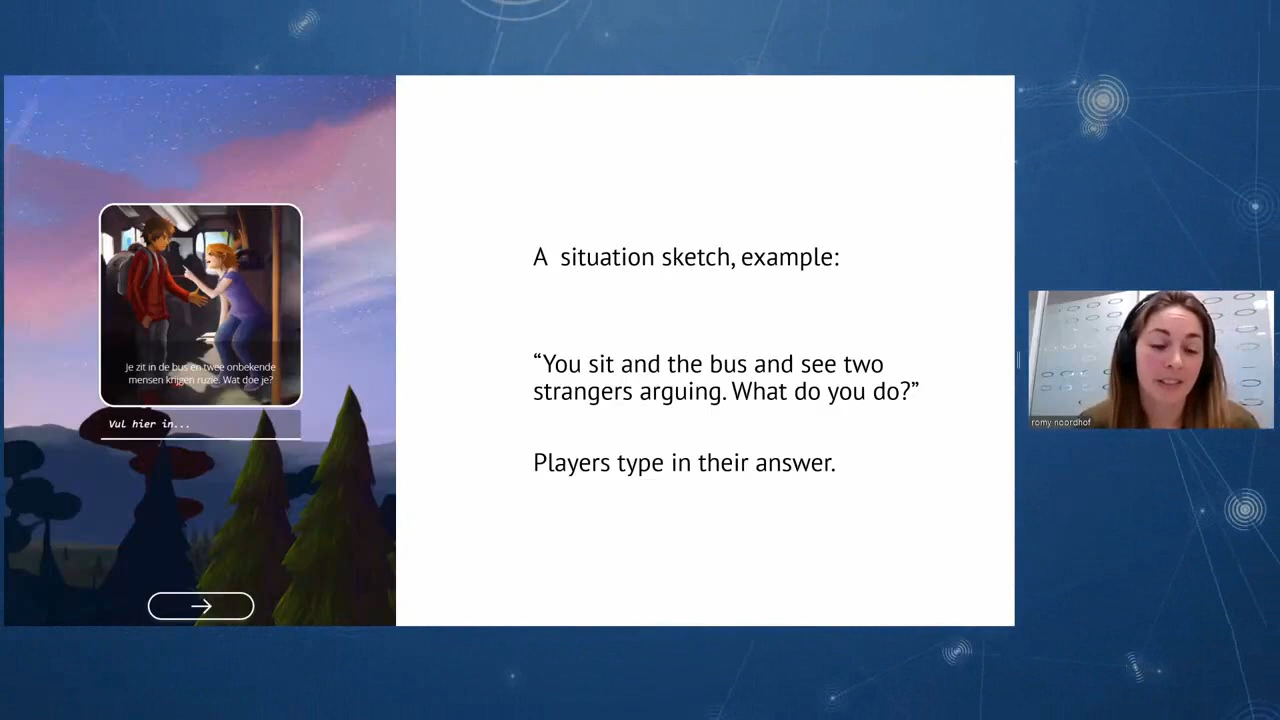 Je zit in de bus en twee onbekende
mensen krijgen ruzie. Wat doe je?
Vul hier in...
A situation sketch, example:
“You sit and the bus and see two
strangers arguing. What do you do?”
Players type in their answer.
romy noordhof